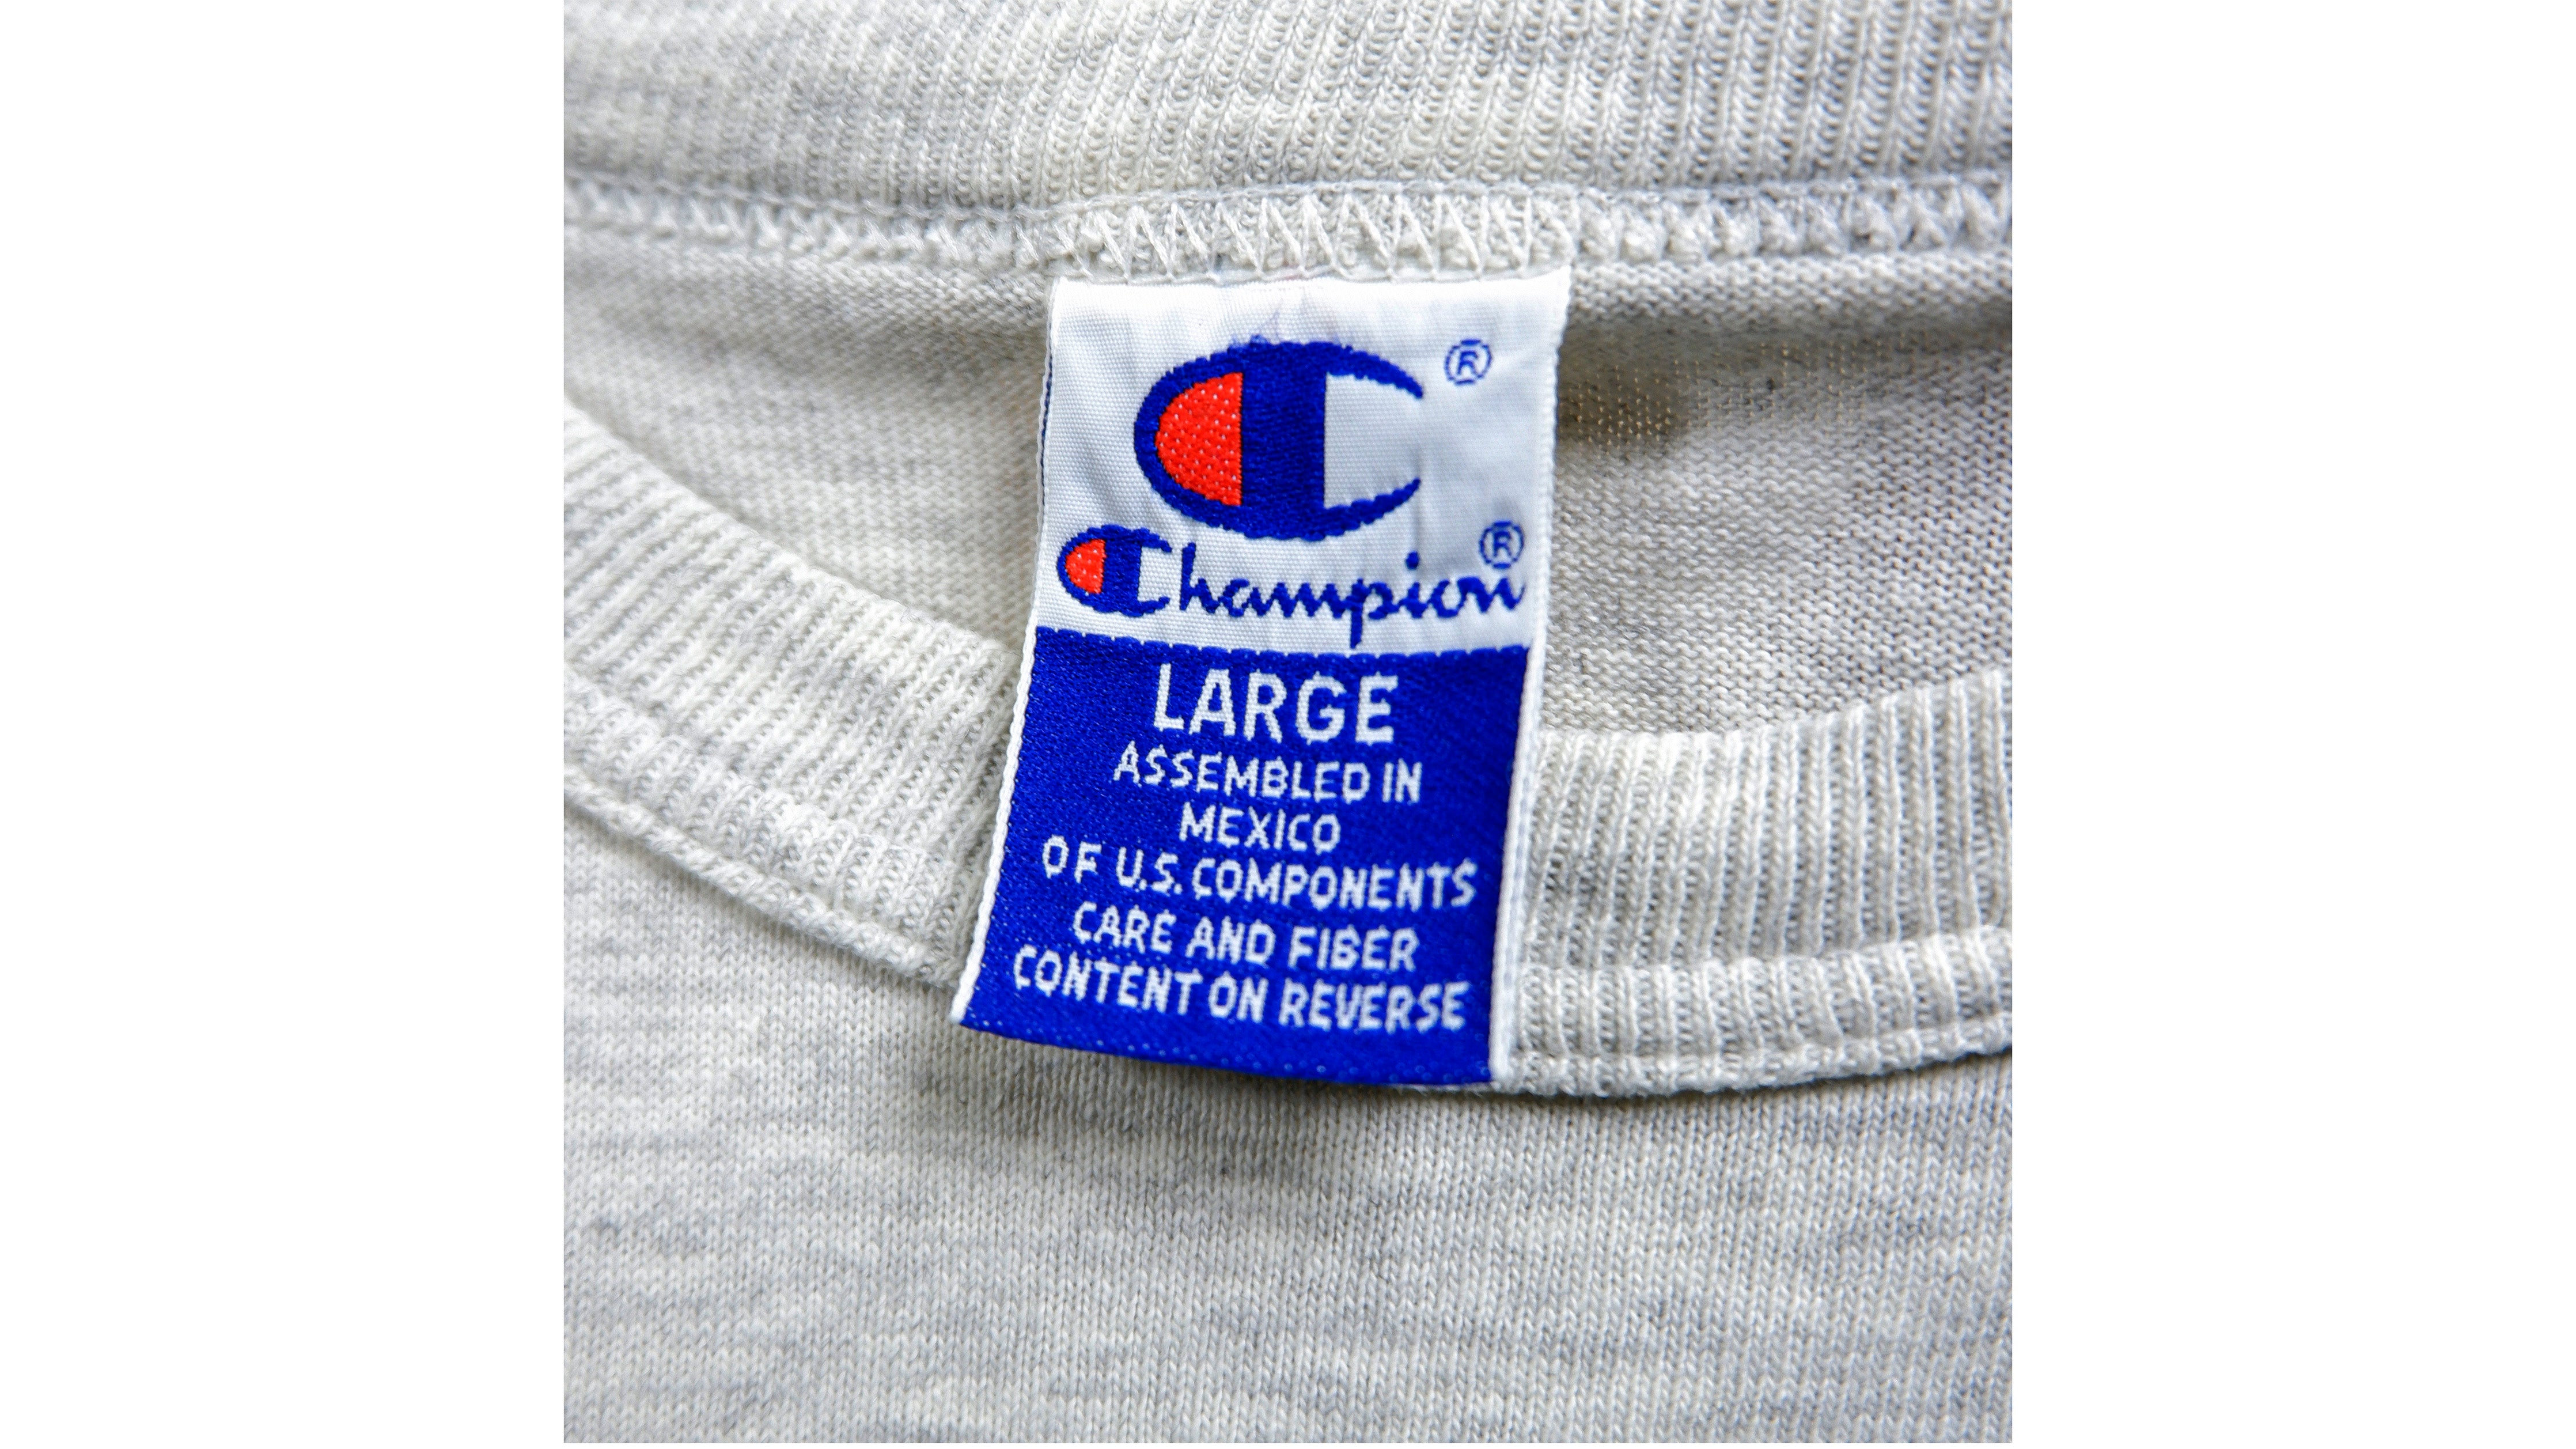 ®
Champion®
LARGE
ASSEMBLED IN
MEXICO
OF U.S. COMPONENTS
CARE AND FIBER
CONTENT ON REVERSE